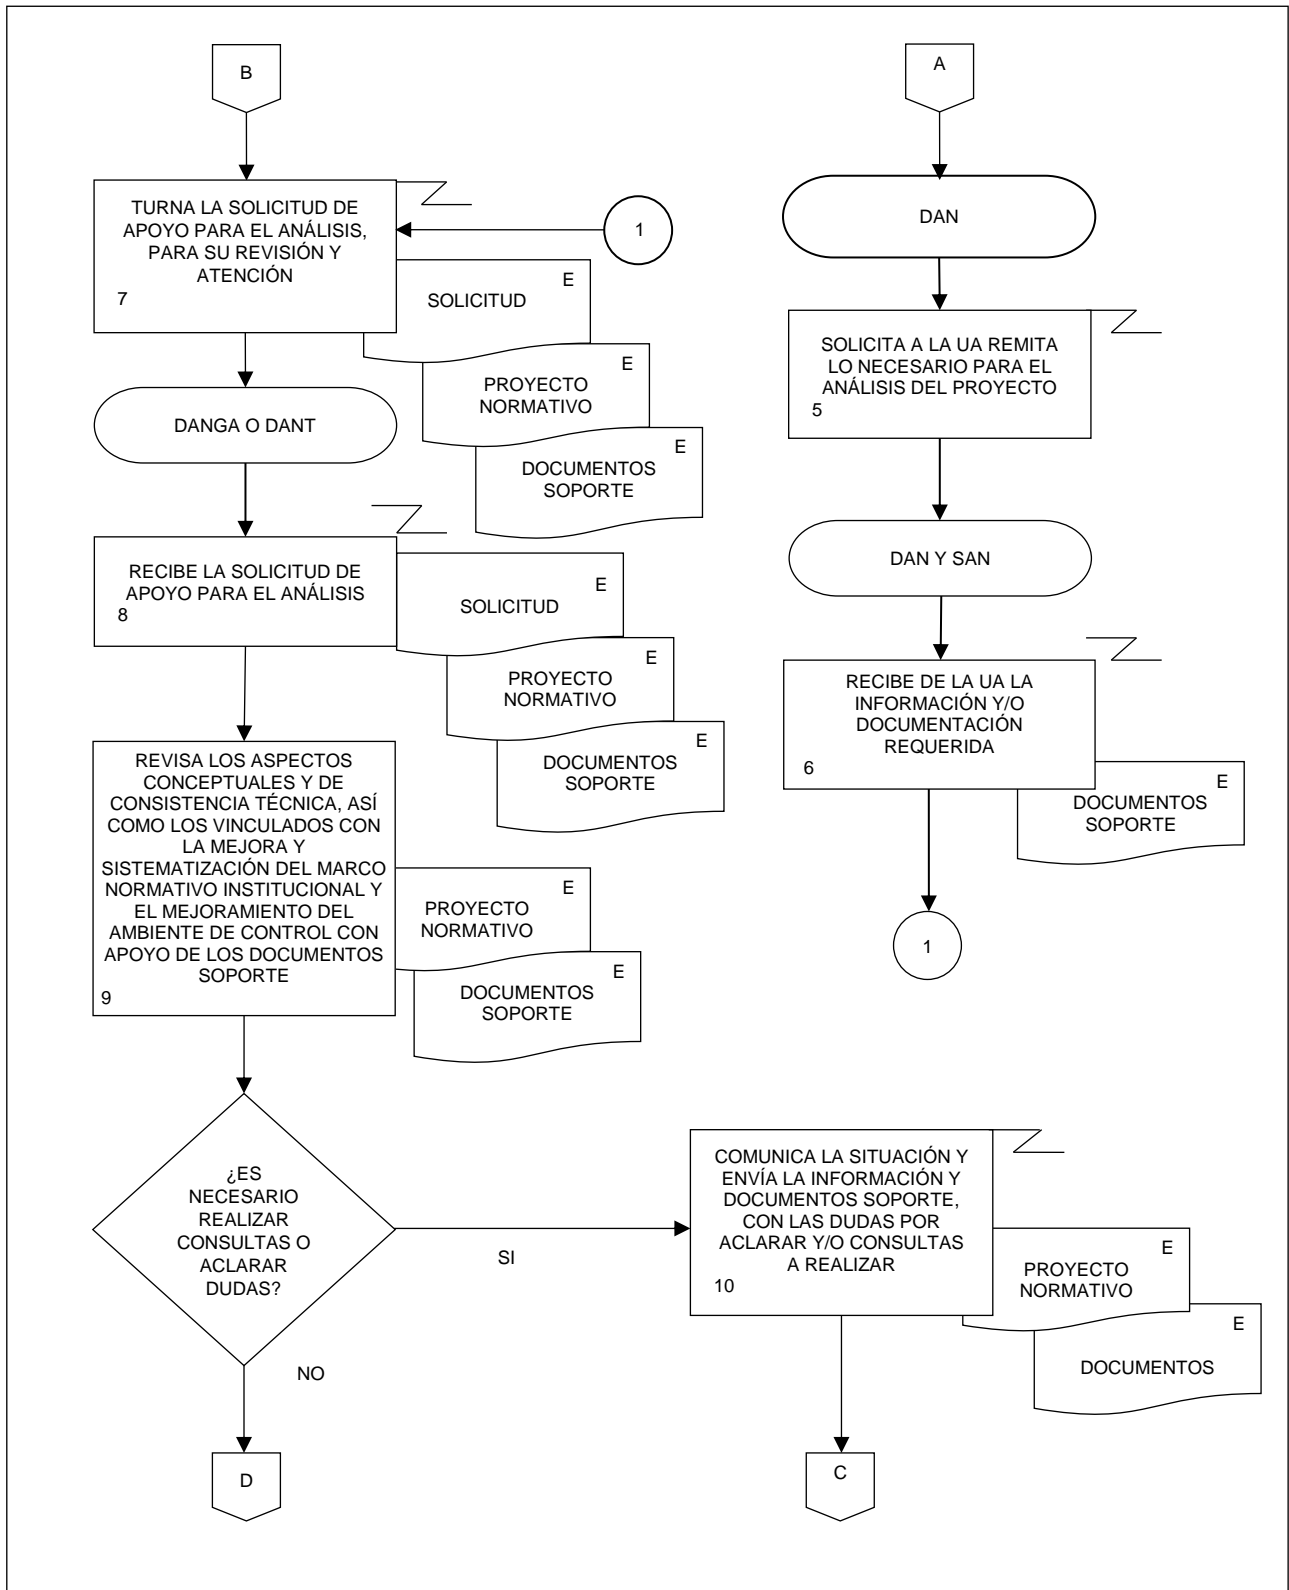 B
TURNA LA SOLICITUD DE
APOYO PARA EL ANÁLISIS,
PARA SU REVISIÓN Y
ATENCIÓN
7
1
E
SOLICITUD
E
PROYECTO
NORMATIVO
E
DOCUMENTOS
SOPORTE
DANGA O DANT
RECIBE LA SOLICITUD DE
APOYO PARA EL ANÁLISIS
8
E
SOLICITUD
E
PROYECTO
NORMATIVO
E
DOCUMENTOS
SOPORTE
REVISA LOS ASPECTOS
CONCEPTUALES Y DE
CONSISTENCIA TÉCNICA, ASÍ
COMO LOS VINCULADOS CON
LA MEJORA Y
SISTEMATIZACIÓN DEL MARCO
NORMATIVO INSTITUCIONAL Y
EL MEJORAMIENTO DEL
AMBIENTE DE CONTROL CON
APOYO DE LOS DOCUMENTOS
SOPORTE
9
E
PROYECTO
NORMATIVO
E
DOCUMENTOS
SOPORTE
¿ES
NECESARIO
REALIZAR
CONSULTAS O
ACLARAR
DUDAS?
SI
NO
D
A
DAN
SOLICITA A LA UA REMITA
LO NECESARIO PARA EL
ANÁLISIS DEL PROYECTO
5
DAN Y SAN
RECIBE DE LA UA LA
INFORMACIÓN Y/O
DOCUMENTACIÓN
REQUERIDA
6
E
DOCUMENTOS
SOPORTE
1
COMUNICA LA SITUACIÓN Y
ENVÍA LA INFORMACIÓN Y
DOCUMENTOS SOPORTE,
CON LAS DUDAS POR
ACLARAR Y/O CONSULTAS
A REALIZAR
10
E
PROYECTO
NORMATIVO
E
DOCUMENTOS
C